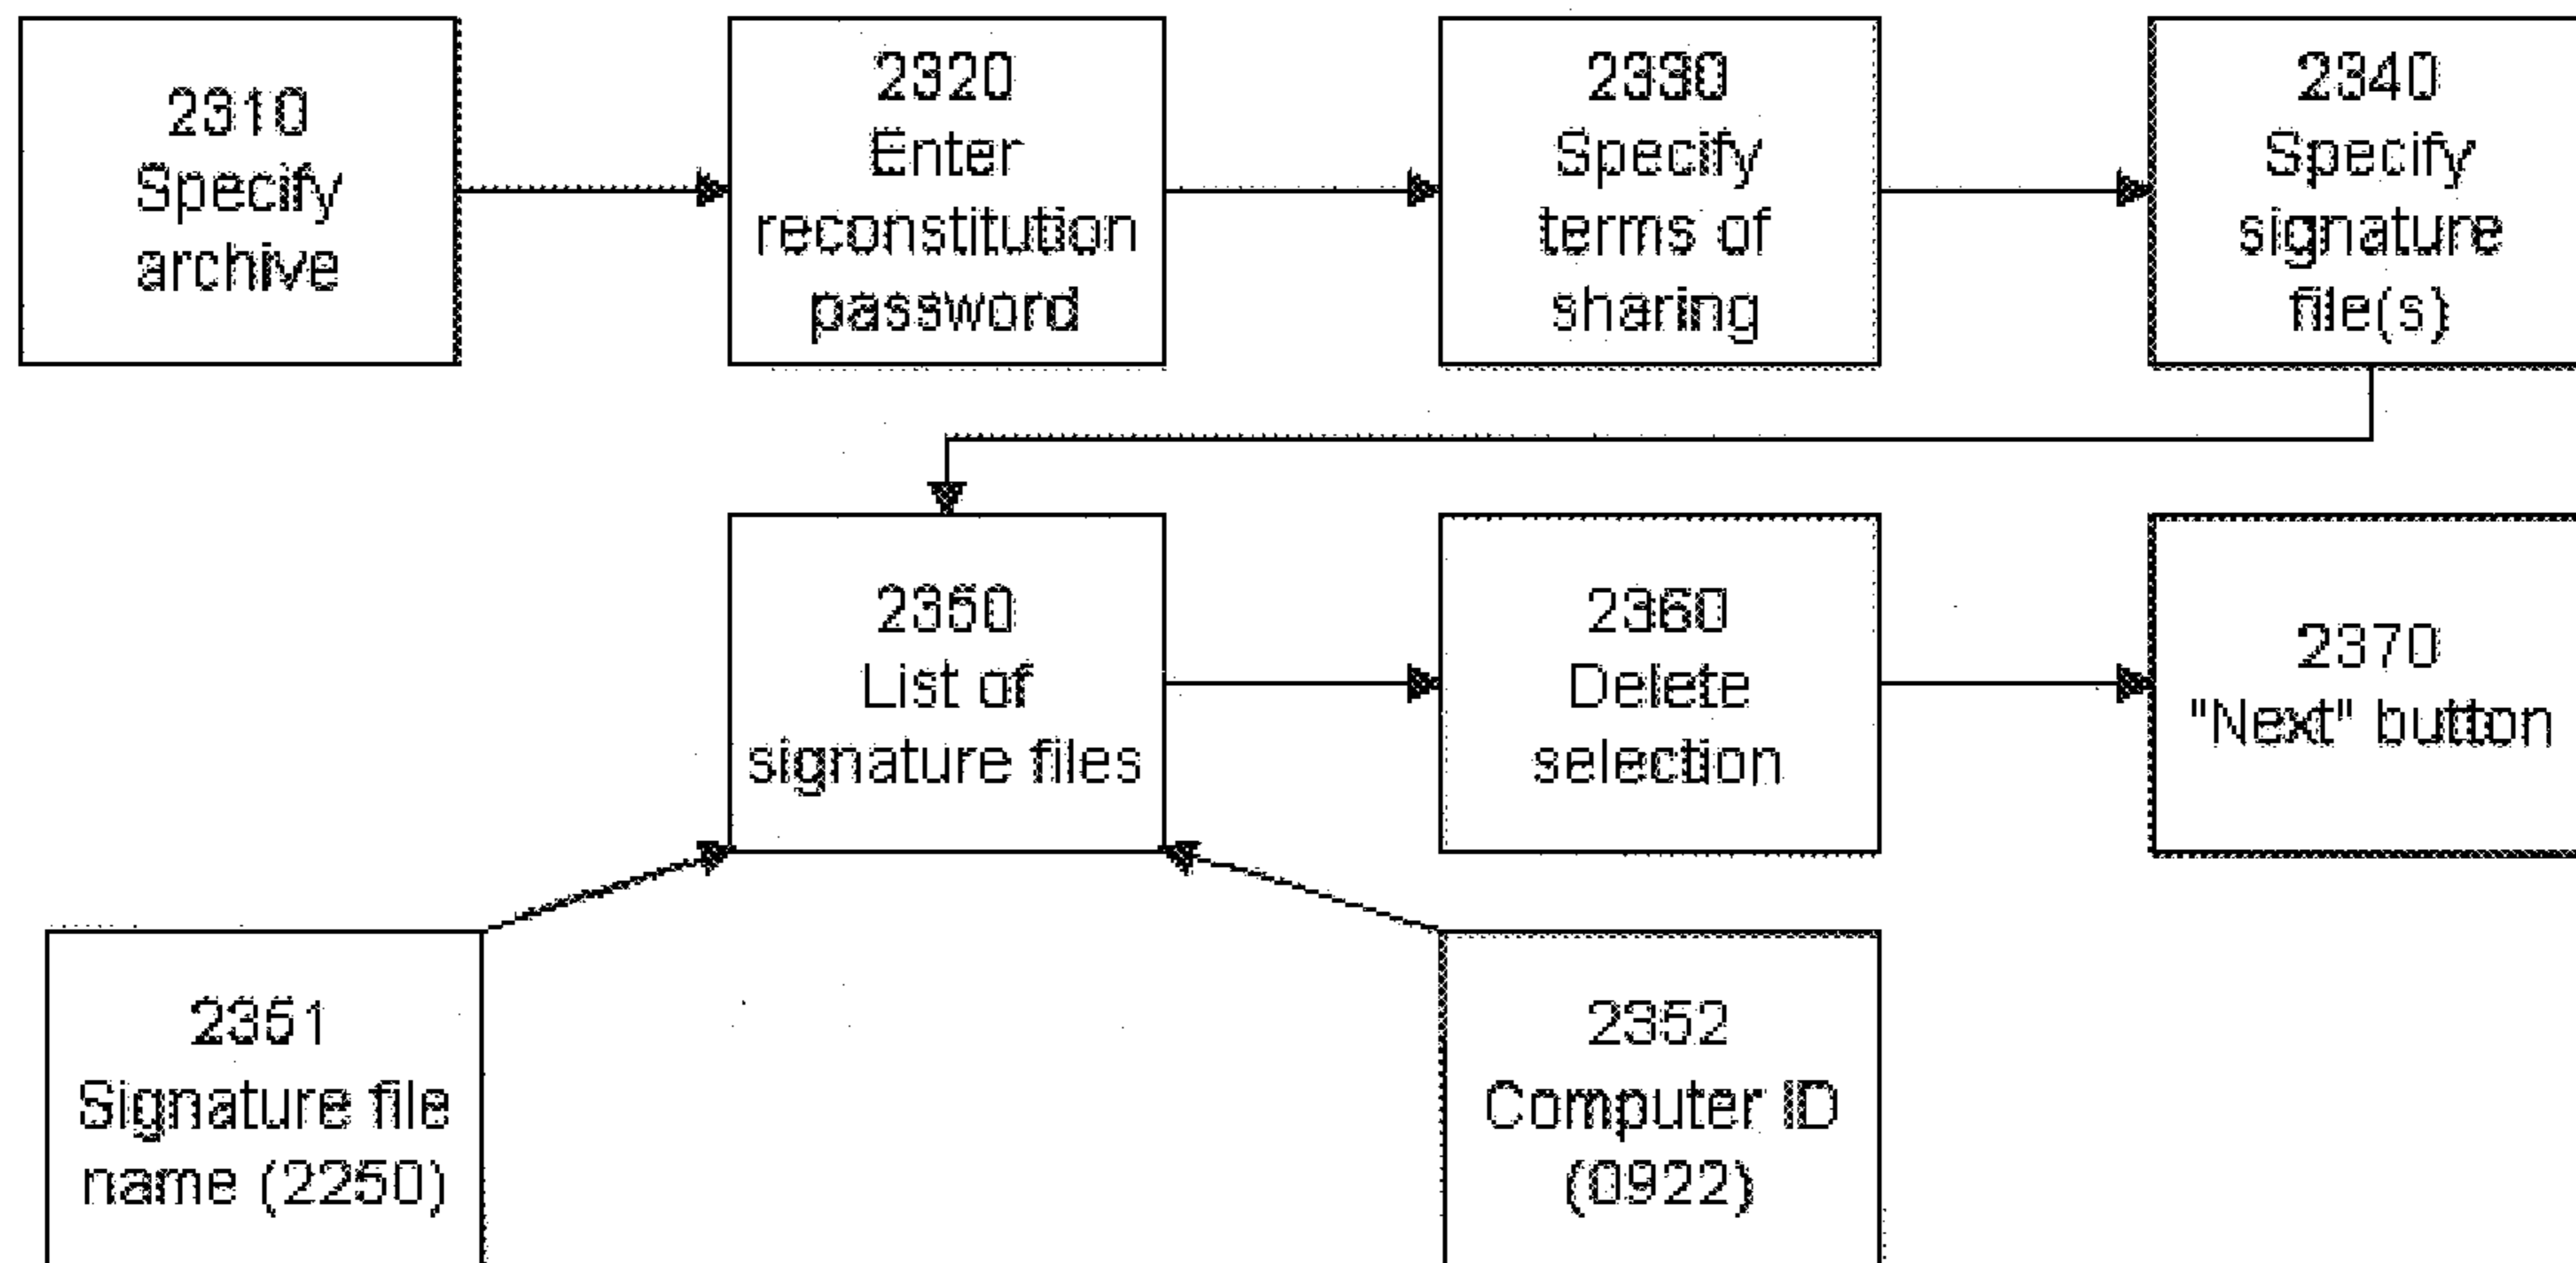 2310
Specify
archive
2320
Enter
reconstitution
password
2330
Specify
terms of
sharing
2340
Specify
signature
file(s)
2350
List of
signature files
2360
Delete
selection
2370
"Next" button
2351
Signature file
name (2250)
2352
Computer ID
(0922)